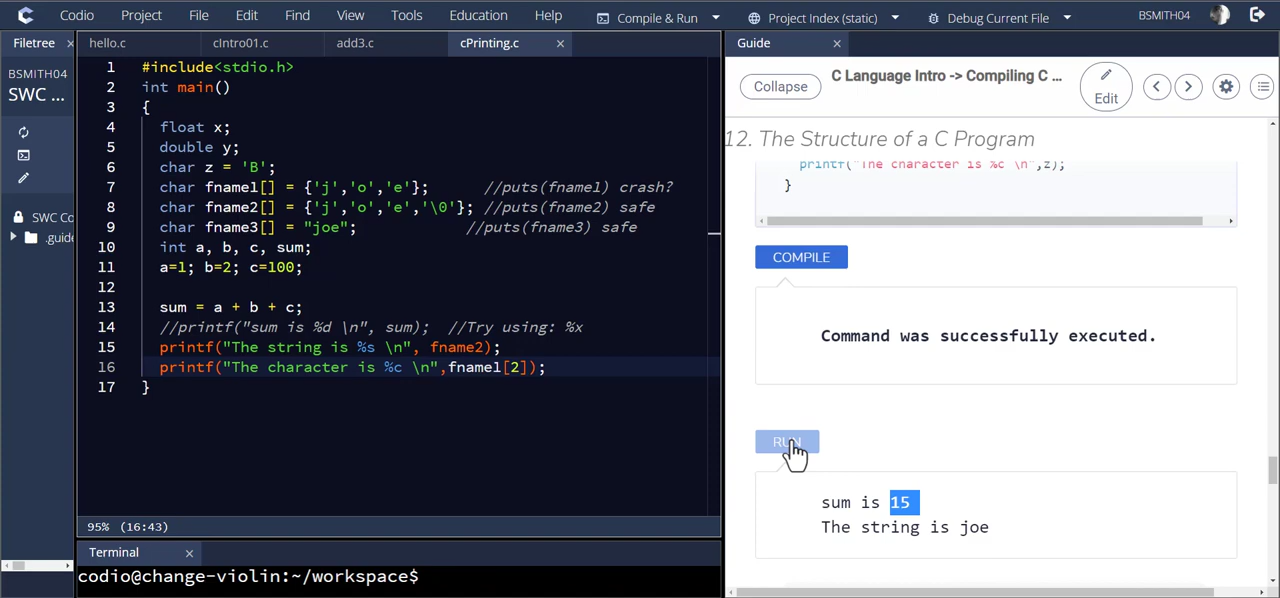 Codio Project File Edit Find View Tools Education Help Compile & Run Project Index (static) Debug Current File BSMITH04
Filetree × hello.c cIntro01.c add3.c cPrinting.c ×
BSMITH04
SWC ...
SWC Co
.guide
1 #include<stdio.h>
2 int main()
3 {
4 float x;
5 double y;
6 char z = 'B';
7 char fname1[] = {'j','o','e'}; //puts(fname1) crash?
8 char fname2[] = {'j','o','e','\0'}; //puts(fname2) safe
9 char fname3[] = "joe"; //puts(fname3) safe
10 int a, b, c, sum;
11 a=1; b=2; c=100;
12
13 sum = a + b + c;
14 //printf("sum is %d \n", sum); //Try using: %x
15 printf("The string is %s \n", fname2);
16 printf("The character is %c \n",fname1[2]);
17 }
95% (16:43)
Terminal ×
codio@change-violin:~/workspace$
Guide ×
Collapse C Language Intro -> Compiling C ... Edit
12. The Structure of a C Program
printf("The character is %c \n",z);
}
COMPILE
Command was successfully executed.
RUN
sum is 15
The string is joe